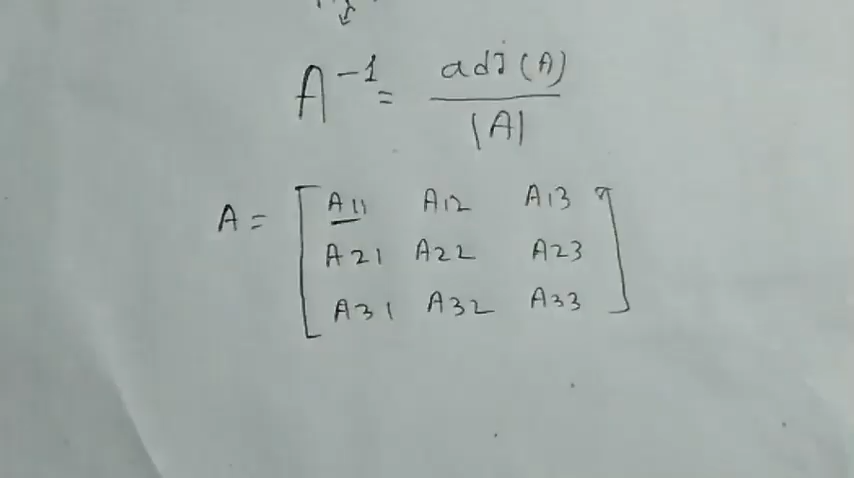 A⁻¹ = adj(A) / |A|
A = [ A11 A12 A13
A21 A22 A23
A31 A32 A33 ]